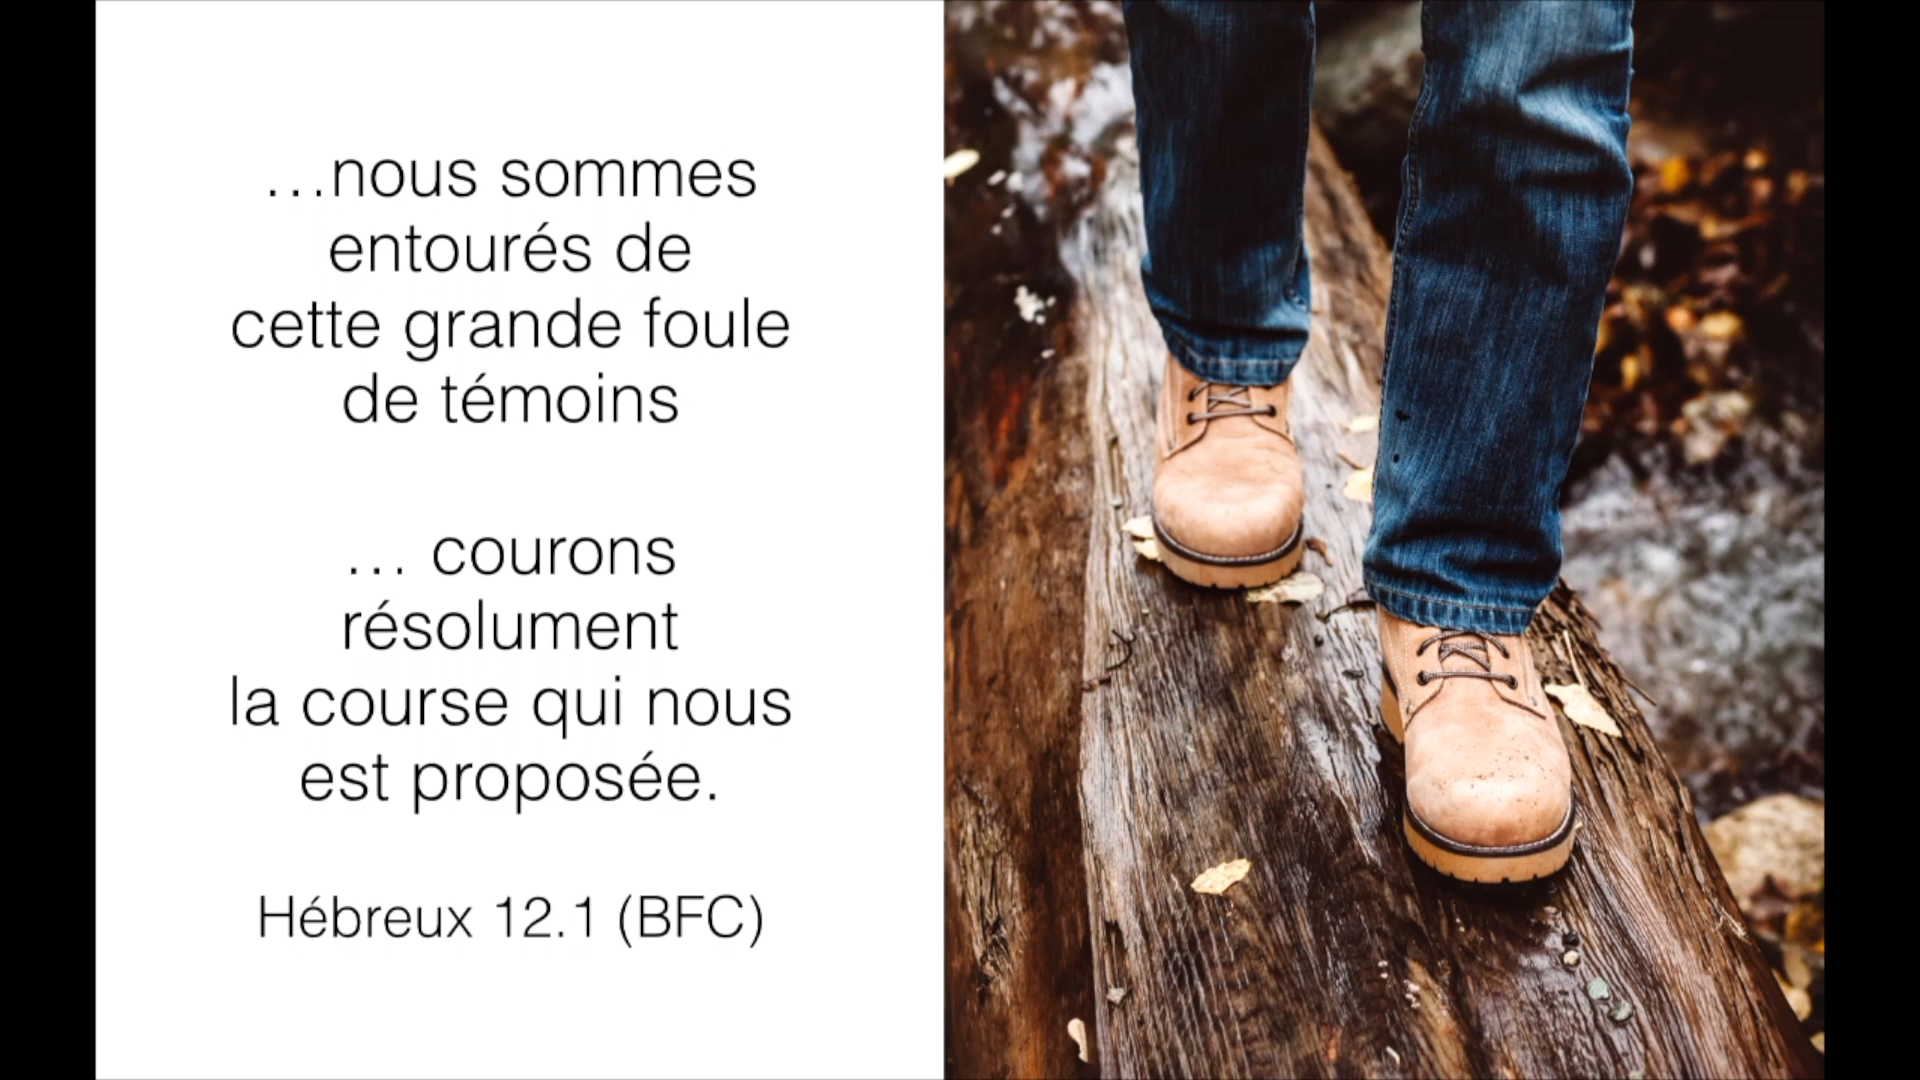 …nous sommes
entourés de
cette grande foule
de témoins
… courons
résolument
la course qui nous
est proposée.
Hébreux 12.1 (BFC)